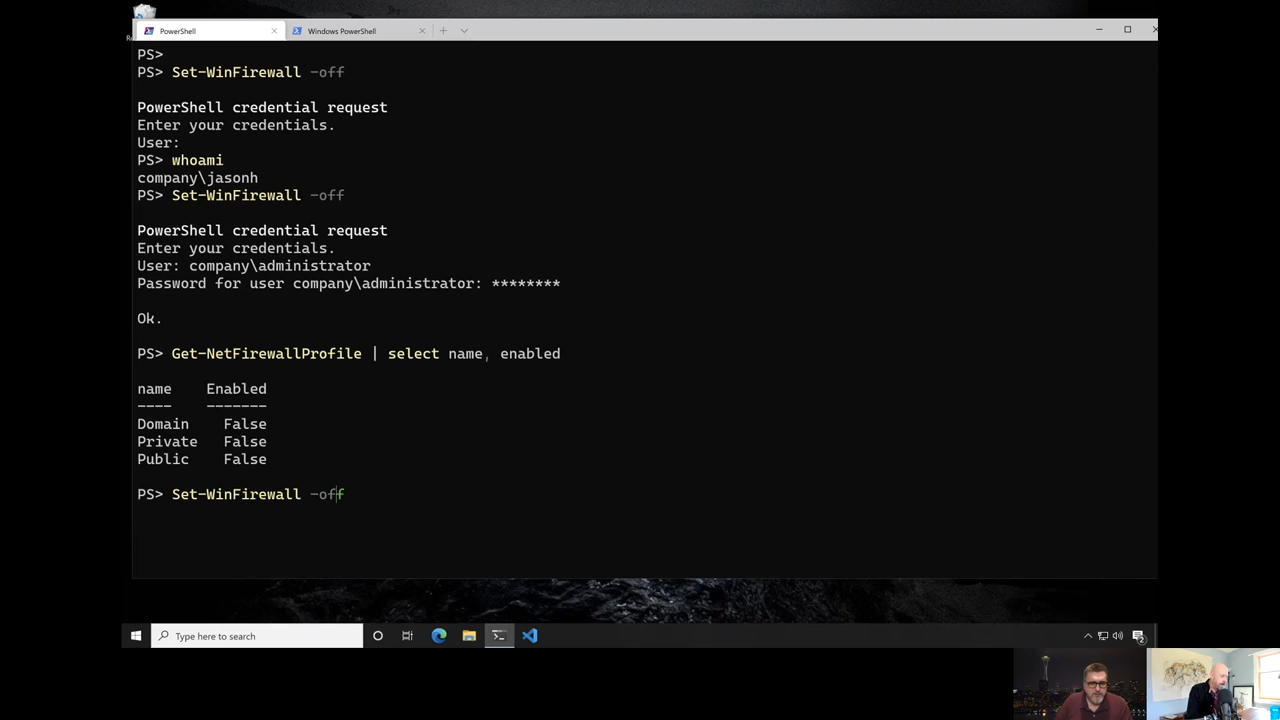 PowerShell
Windows PowerShell
PS>
PS> Set-WinFirewall -off
PowerShell credential request
Enter your credentials.
User:
PS> whoami
company\jasonh
PS> Set-WinFirewall -off
PowerShell credential request
Enter your credentials.
User: company\administrator
Password for user company\administrator: ********
Ok.
PS> Get-NetFirewallProfile | select name, enabled
name    Enabled
----    -------
Domain    False
Private   False
Public    False
PS> Set-WinFirewall -off
Type here to search
2